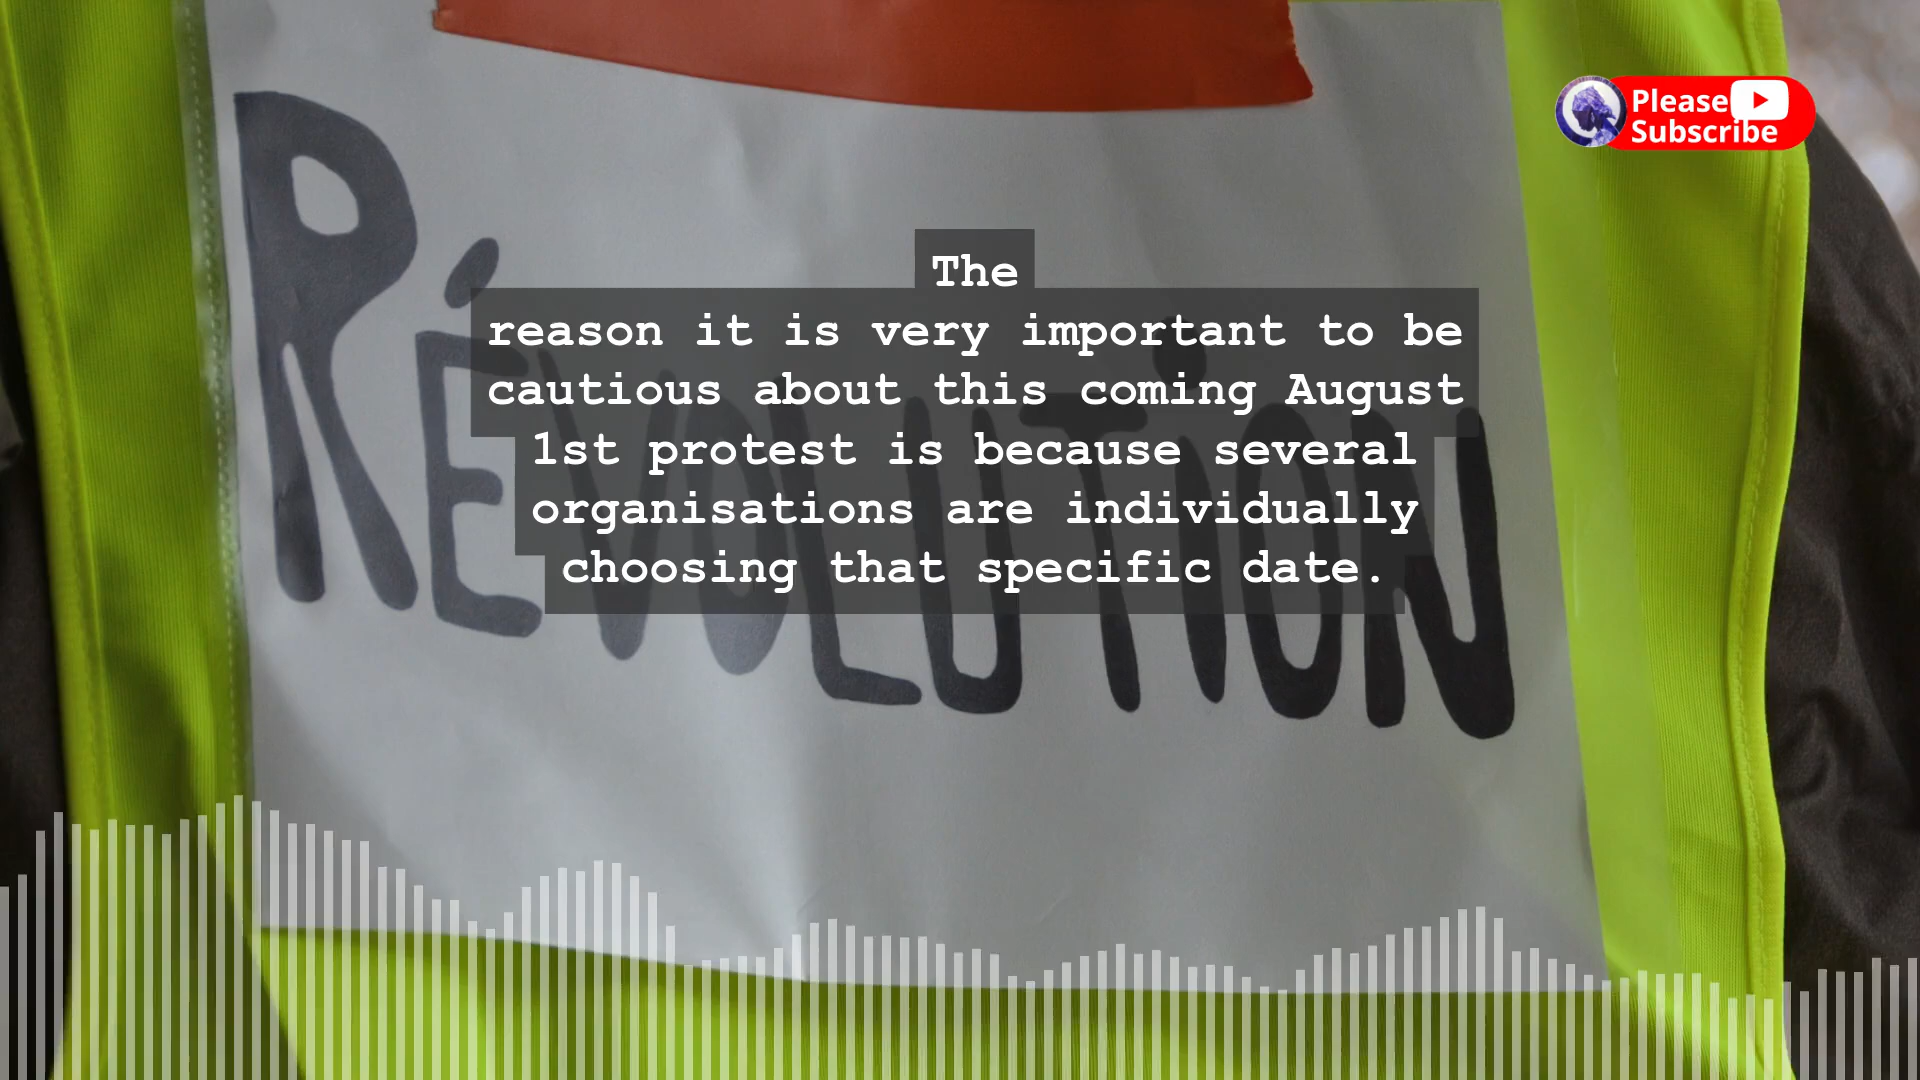 Please
Subscribe
RÉVOLUTiON
The
reason it is very important to be
cautious about this coming August
1st protest is because several
organisations are individually
choosing that specific date.